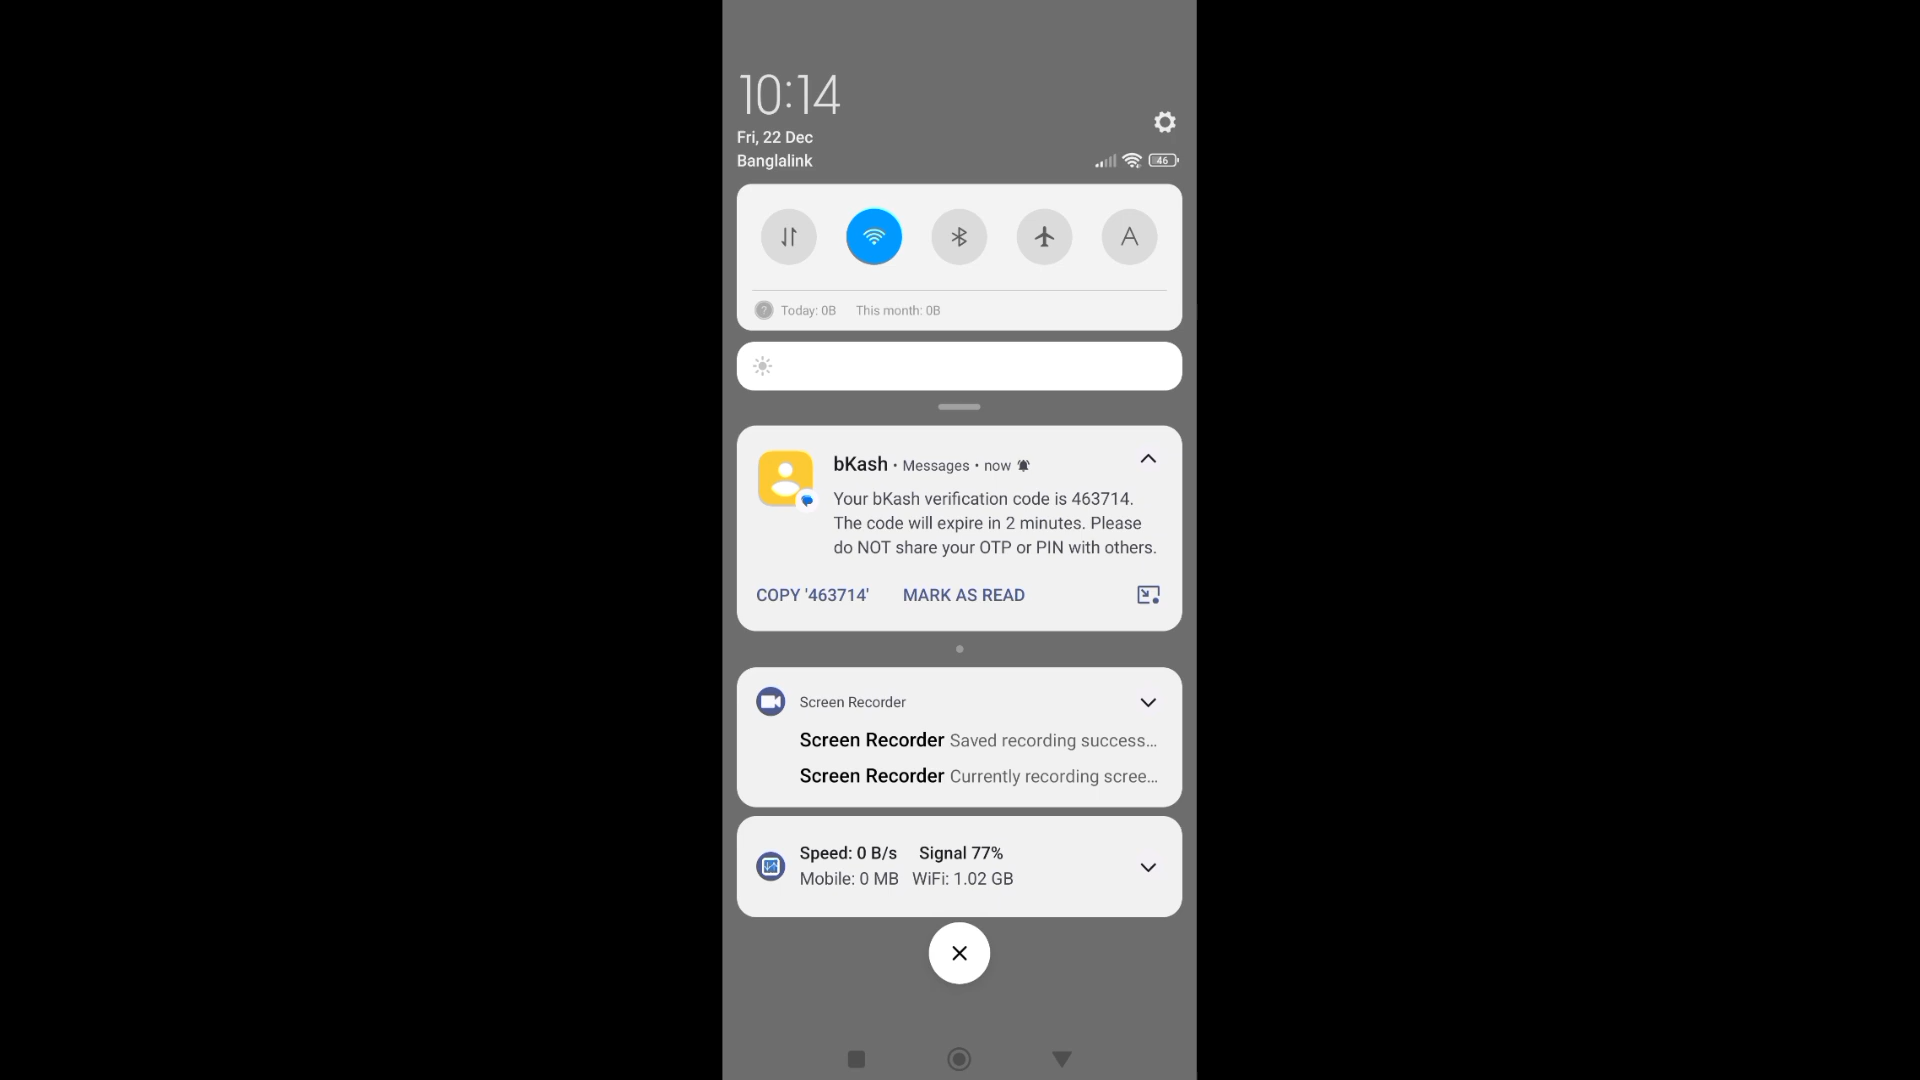 10:14
Fri, 22 Dec
Banglalink
46
A
? Today: 0B This month: 0B
bKash • Messages • now
Your bKash verification code is 463714.
The code will expire in 2 minutes. Please
do NOT share your OTP or PIN with others.
COPY '463714' MARK AS READ
Screen Recorder
Screen Recorder Saved recording success...
Screen Recorder Currently recording scree...
Speed: 0 B/s Signal 77%
Mobile: 0 MB WiFi: 1.02 GB